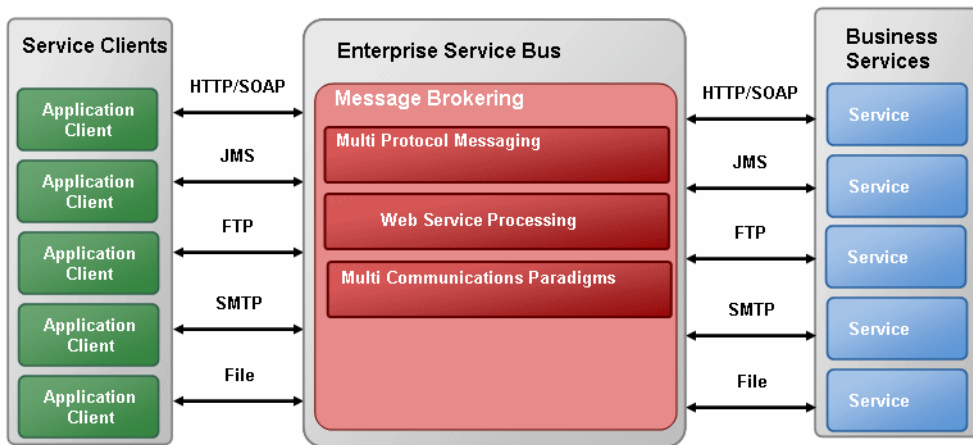 Service Clients
Application
Client
Application
Client
Application
Client
Application
Client
Application
Client
HTTP/SOAP
JMS
FTP
SMTP
File
Enterprise Service Bus
Message Brokering
Multi Protocol Messaging
Web Service Processing
Multi Communications Paradigms
HTTP/SOAP
JMS
FTP
SMTP
File
Business
Services
Service
Service
Service
Service
Service